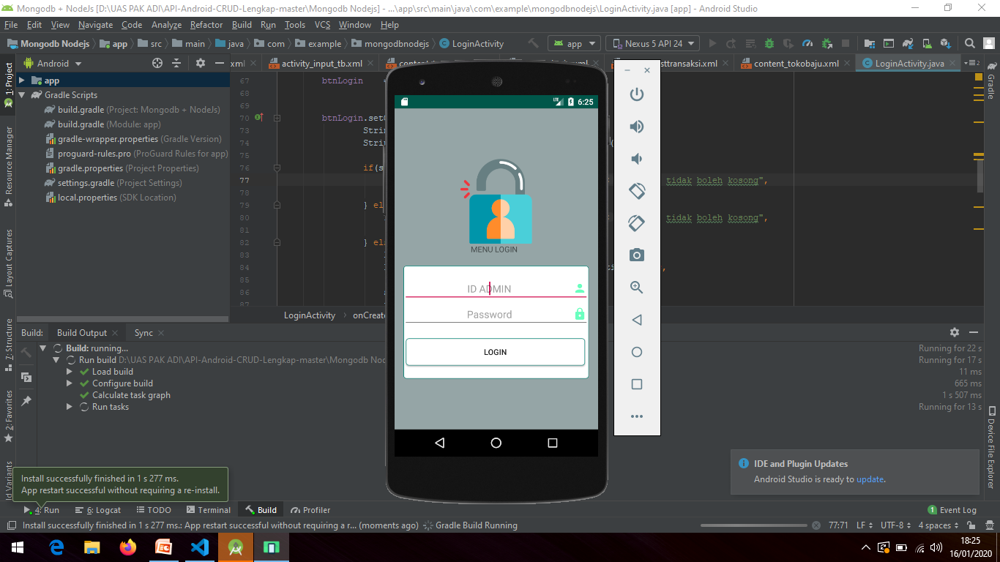 Mongodb + NodeJs [D:\UAS PAK ADI\API-Android-CRUD-Lengkap-master\Mongodb Nodejs] - ...\app\src\main\java\com\example\mongodbnodejs\LoginActivity.java [app] - Android Studio
File Edit View Navigate Code Analyze Refactor Build Run Tools VCS Window Help
Mongodb Nodejs app src main java com example mongodbnodejs LoginActivity app Nexus 5 API 24
1: Project
Resource Manager
Layout Captures
7: Structure
2: Favorites
Android
app
Gradle Scripts
build.gradle (Project: Mongodb + NodeJs)
build.gradle (Module: app)
gradle-wrapper.properties (Gradle Version)
proguard-rules.pro (ProGuard Rules for app)
gradle.properties (Project Properties)
settings.gradle (Project Settings)
local.properties (SDK Location)
xml activity_input_tb.xml sttransaksi.xml content_tokobaju.xml LoginActivity.java
67 btnLogin =
68
69
70 btnLogin.set
73 Strin
74 Strin
75
76 if(s
77 tidak boleh kosong",
78
79 } el
80 tidak boleh kosong",
81
82 } el
83
84
85
86
87
LoginActivity onCreate
6:25
MENU LOGIN
ID ADMIN
Password
LOGIN
Gradle
Device File Explorer
Build: Build Output Sync
Build: running... Running for 22 s
Run build D:\UAS PAK ADI\API-Android-CRUD-Lengkap-master\Mongodb Nod Running for 17 s
Load build 11 ms
Configure build 665 ms
Calculate task graph 1 s 507 ms
Run tasks Running for 13 s
IDE and Plugin Updates
Android Studio is ready to update.
Install successfully finished in 1 s 277 ms.
App restart successful without requiring a re-install.
4: Run 6: Logcat TODO Terminal Build Profiler 1 Event Log
Install successfully finished in 1 s 277 ms.: App restart successful without requiring a r... (moments ago) Gradle Build Running 77:71 LF UTF-8 4 spaces
18:25
16/01/2020